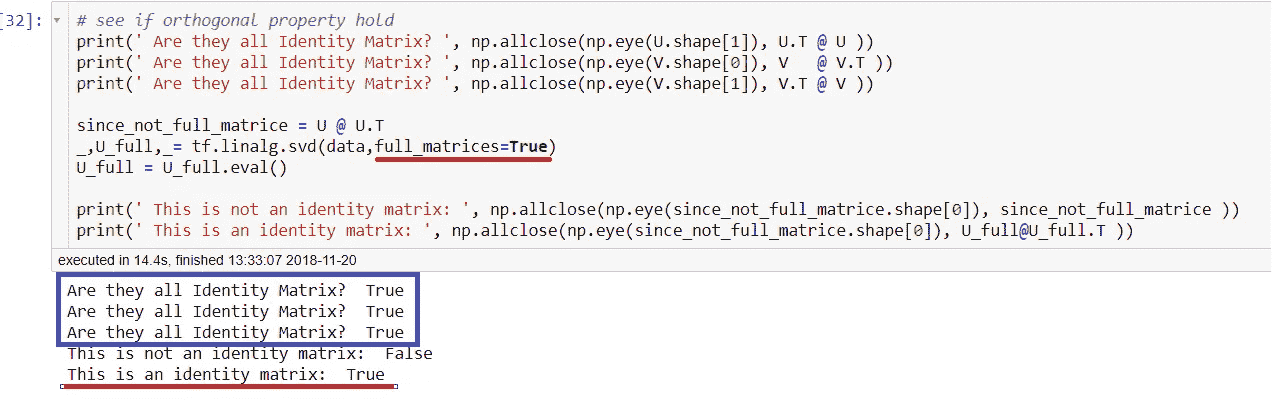 [32]:
# see if orthogonal property hold
print(' Are they all Identity Matrix? ', np.allclose(np.eye(U.shape[1]), U.T @ U ))
print(' Are they all Identity Matrix? ', np.allclose(np.eye(V.shape[0]), V   @ V.T ))
print(' Are they all Identity Matrix? ', np.allclose(np.eye(V.shape[1]), V.T @ V ))
since_not_full_matrice = U @ U.T
_,U_full,_= tf.linalg.svd(data,full_matrices=True)
U_full = U_full.eval()
print(' This is not an identity matrix: ', np.allclose(np.eye(since_not_full_matrice.shape[0]), since_not_full_matrice ))
print(' This is an identity matrix: ', np.allclose(np.eye(since_not_full_matrice.shape[0]), U_full@U_full.T ))
executed in 14.4s, finished 13:33:07 2018-11-20
Are they all Identity Matrix?  True
Are they all Identity Matrix?  True
Are they all Identity Matrix?  True
This is not an identity matrix:  False
This is an identity matrix:  True